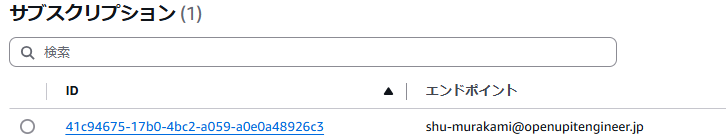 サブスクリプション (1)
検索
ID ▲ エンドポイント
41c94675-17b0-4bc2-a059-a0e0a48926c3 shu-murakami@openupitengineer.jp